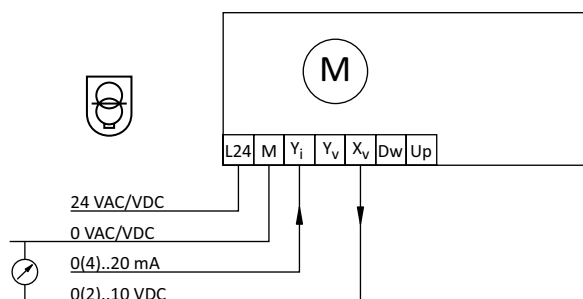 M
L24 M Yi Yv Xv Dw Up
24 VAC/VDC
0 VAC/VDC
0(4)..20 mA
0(2)..10 VDC